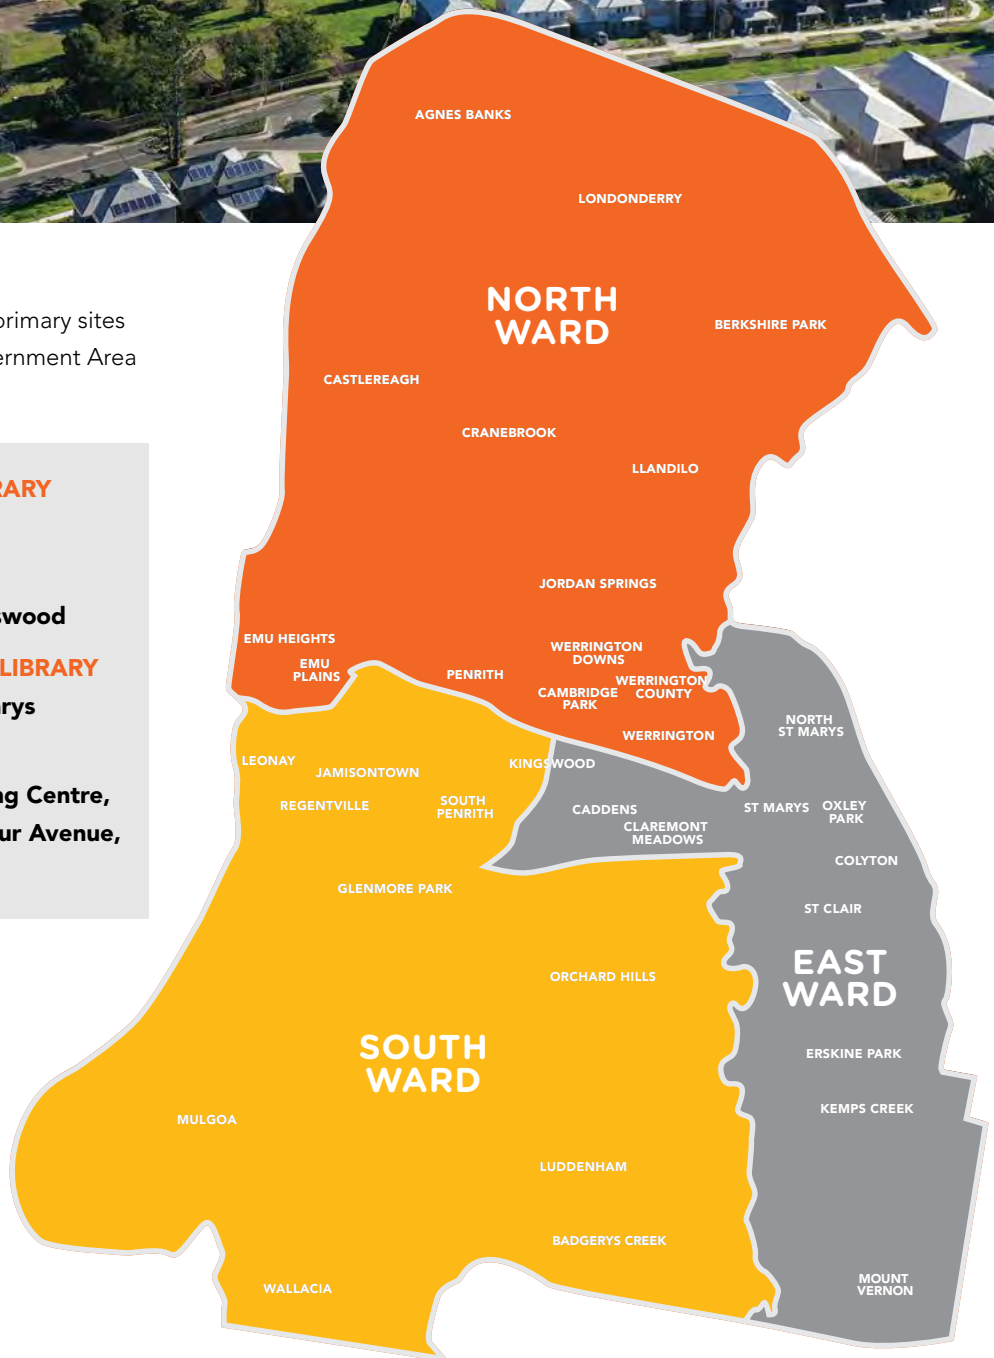 primary sites
ernment Area
RARY
swood
LIBRARY
rys
ng Centre,
ur Avenue,
AGNES BANKS
LONDONDERRY
NORTH
WARD
BERKSHIRE PARK
CASTLEREAGH
CRANEBROOK
LLANDILO
JORDAN SPRINGS
EMU HEIGHTS
EMU
PLAINS
PENRITH
WERRINGTON
DOWNS
WERRINGTON
COUNTY
CAMBRIDGE
PARK
WERRINGTON
NORTH
ST MARYS
LEONAY
JAMISONTOWN
KINGSWOOD
REGENTVILLE
SOUTH
PENRITH
CADDENS
CLAREMONT
MEADOWS
ST MARYS
OXLEY
PARK
COLYTON
GLENMORE PARK
ST CLAIR
EAST
WARD
ORCHARD HILLS
SOUTH
WARD
ERSKINE PARK
KEMPS CREEK
MULGOA
LUDDENHAM
BADGERYS CREEK
WALLACIA
MOUNT
VERNON